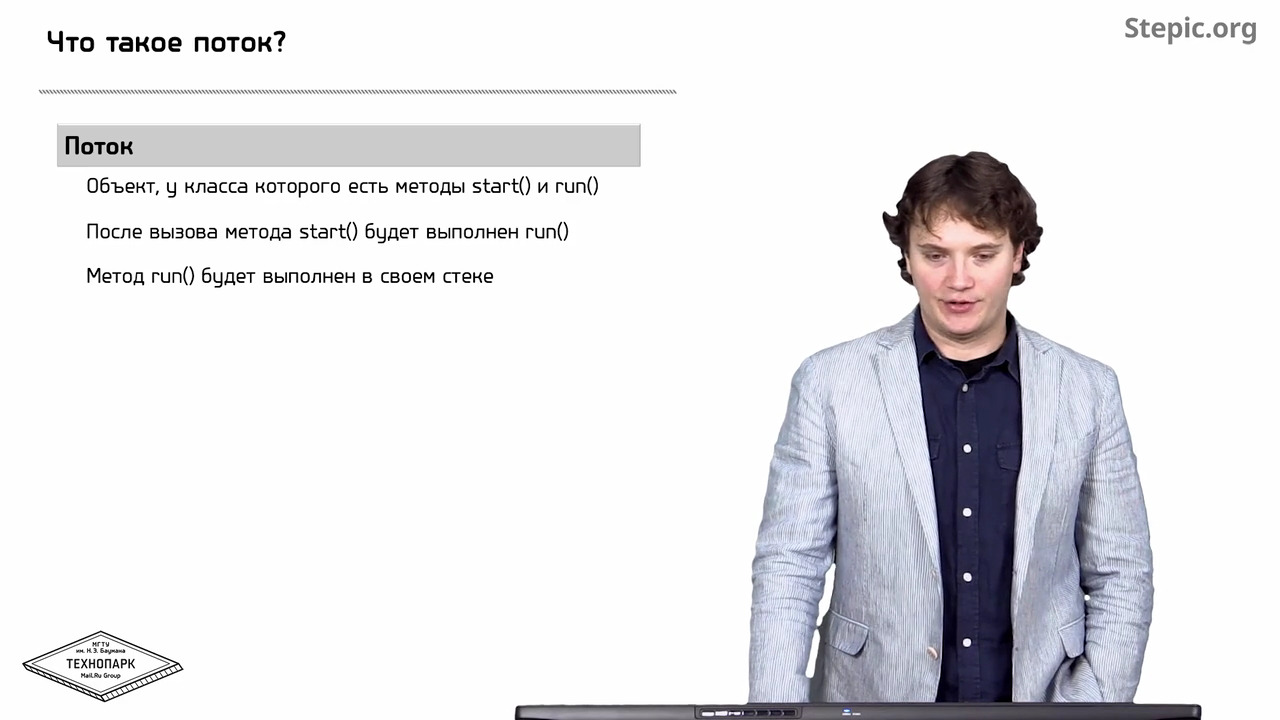 Что такое поток?
Stepic.org
Поток
Объект, у класса которого есть методы start() и run()
После вызова метода start() будет выполнен run()
Метод run() будет выполнен в своем стеке
МГТУ
им. Н.Э. Баумана
ТЕХНОПАРК
Mail.Ru Group